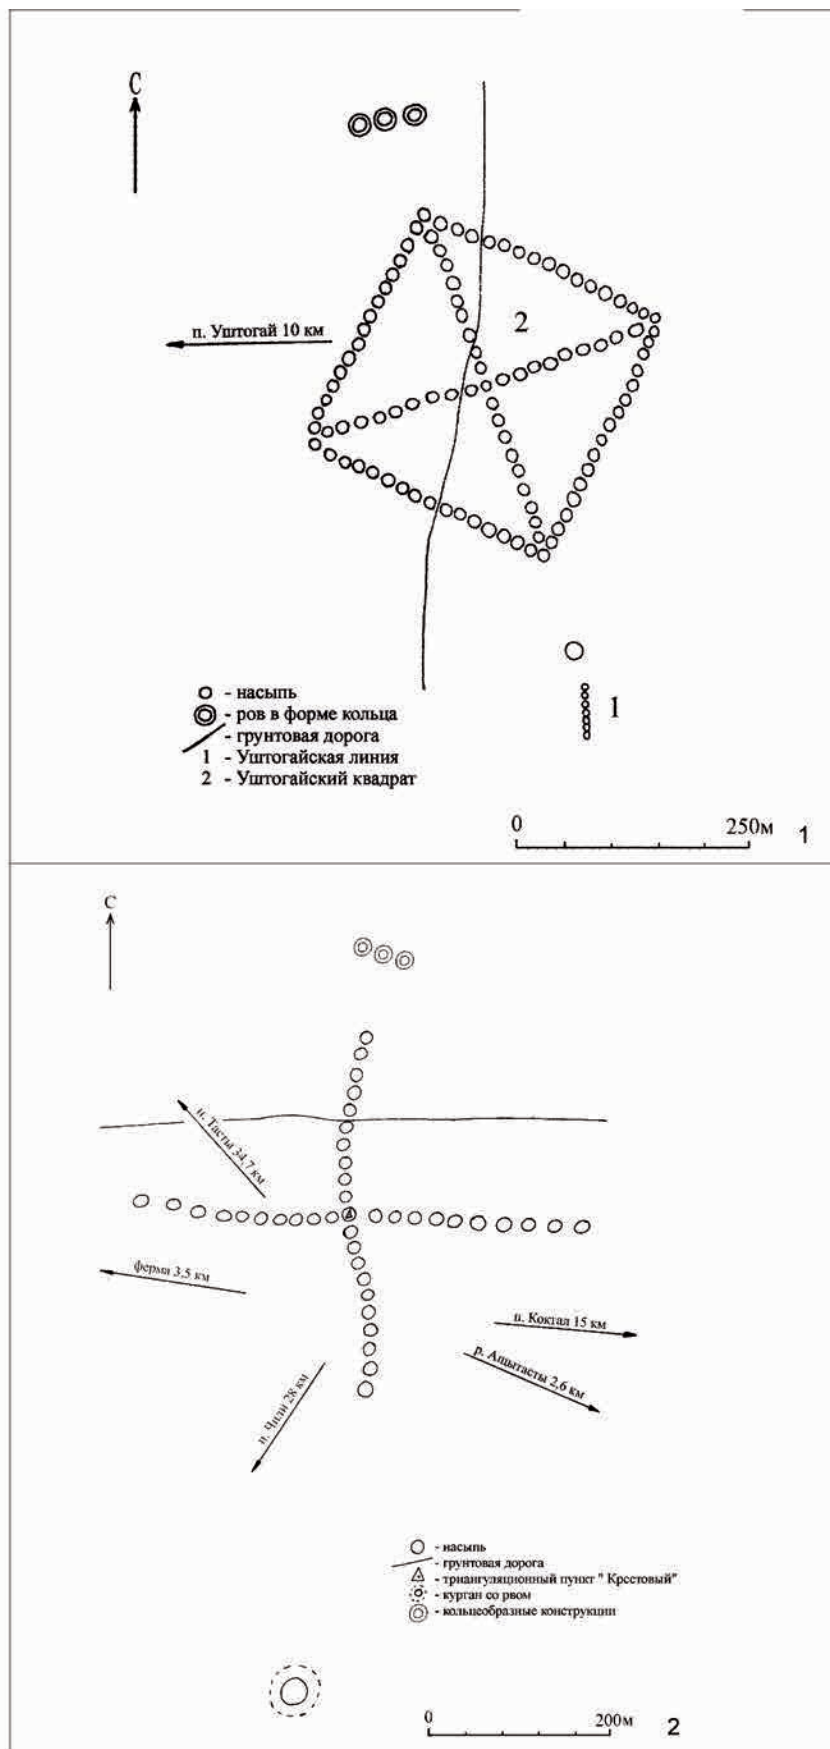 С
п. Уштогай 10 км
2
○ - насыпь
◎ - ров в форме кольца
- грунтовая дорога
1 - Уштогайская линия
2 - Уштогайский квадрат
1
0 250м
1
С
п. Тасты 34,7 км
ферма 3,5 км
п. Коктал 15 км
р. Ащытасты 2,6 км
п. Чили 28 км
- насыпь
- грунтовая дорога
- триангуляционный пункт " Крестовый"
- курган со рвом
- кольцеобразные конструкции
0 200м
2